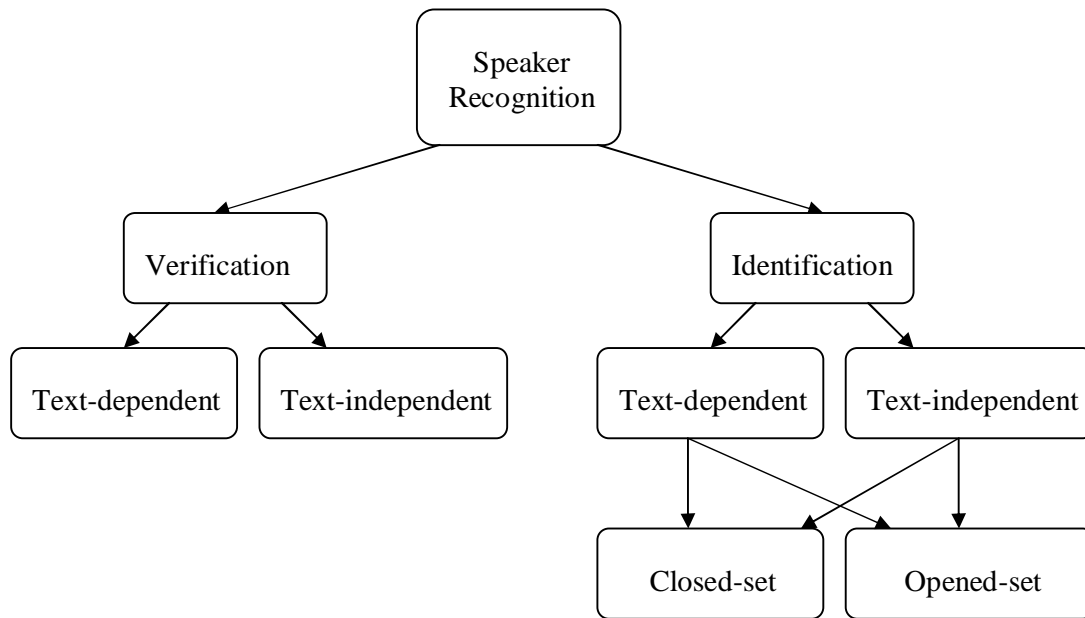 Speaker
Recognition
Verification
Identification
Text-dependent
Text-independent
Text-dependent
Text-independent
Closed-set
Opened-set